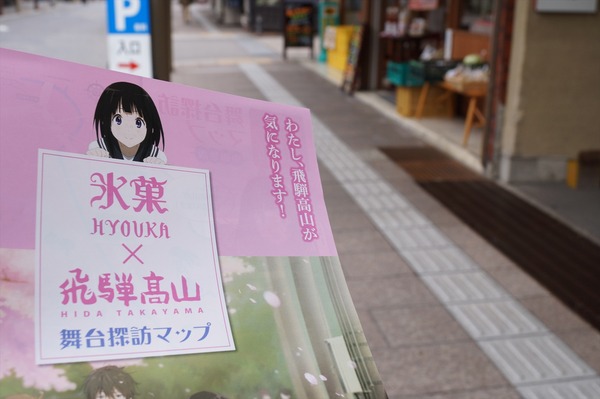 P
入口
わたし、飛騨高山が
気になります!
氷菓
HYOUKA
×
飛騨高山
HIDA TAKAYAMA
舞台探訪マップ